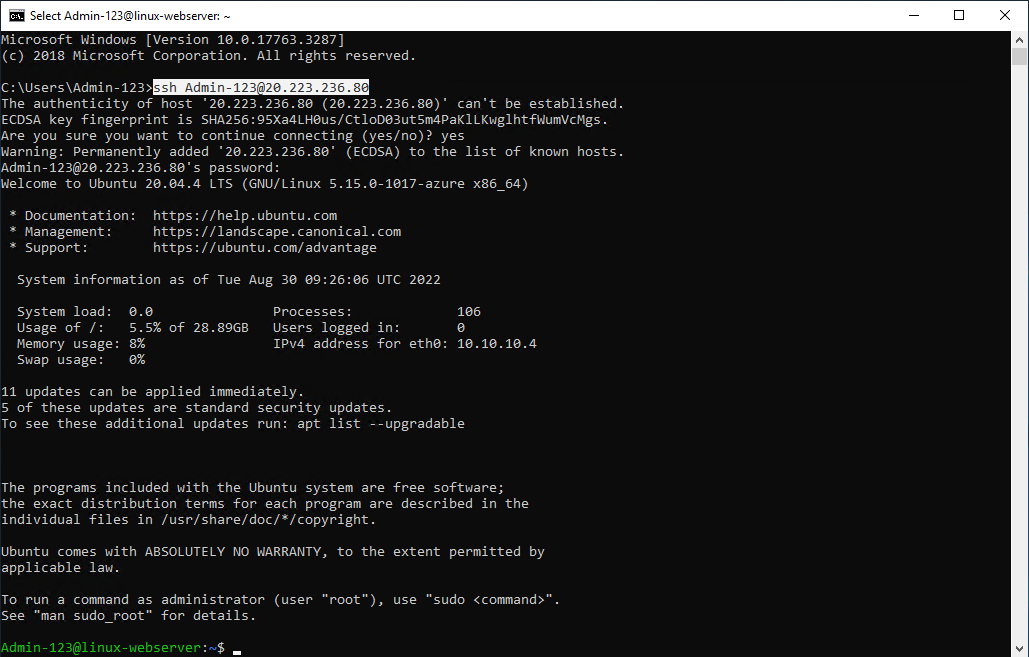 Select Admin-123@linux-webserver: ~
Microsoft Windows [Version 10.0.17763.3287]
(c) 2018 Microsoft Corporation. All rights reserved.
C:\Users\Admin-123>ssh Admin-123@20.223.236.80
The authenticity of host '20.223.236.80 (20.223.236.80)' can't be established.
ECDSA key fingerprint is SHA256:95Xa4LH0us/CtloD03ut5m4PaKlLKwglhtfWumVcMgs.
Are you sure you want to continue connecting (yes/no)? yes
Warning: Permanently added '20.223.236.80' (ECDSA) to the list of known hosts.
Admin-123@20.223.236.80's password:
Welcome to Ubuntu 20.04.4 LTS (GNU/Linux 5.15.0-1017-azure x86_64)
* Documentation:  https://help.ubuntu.com
* Management:     https://landscape.canonical.com
* Support:        https://ubuntu.com/advantage
System information as of Tue Aug 30 09:26:06 UTC 2022
System load:  0.0               Processes:             106
Usage of /:   5.5% of 28.89GB   Users logged in:       0
Memory usage: 8%                IPv4 address for eth0: 10.10.10.4
Swap usage:   0%
11 updates can be applied immediately.
5 of these updates are standard security updates.
To see these additional updates run: apt list --upgradable
The programs included with the Ubuntu system are free software;
the exact distribution terms for each program are described in the
individual files in /usr/share/doc/*/copyright.
Ubuntu comes with ABSOLUTELY NO WARRANTY, to the extent permitted by
applicable law.
To run a command as administrator (user "root"), use "sudo <command>".
See "man sudo_root" for details.
Admin-123@linux-webserver:~$